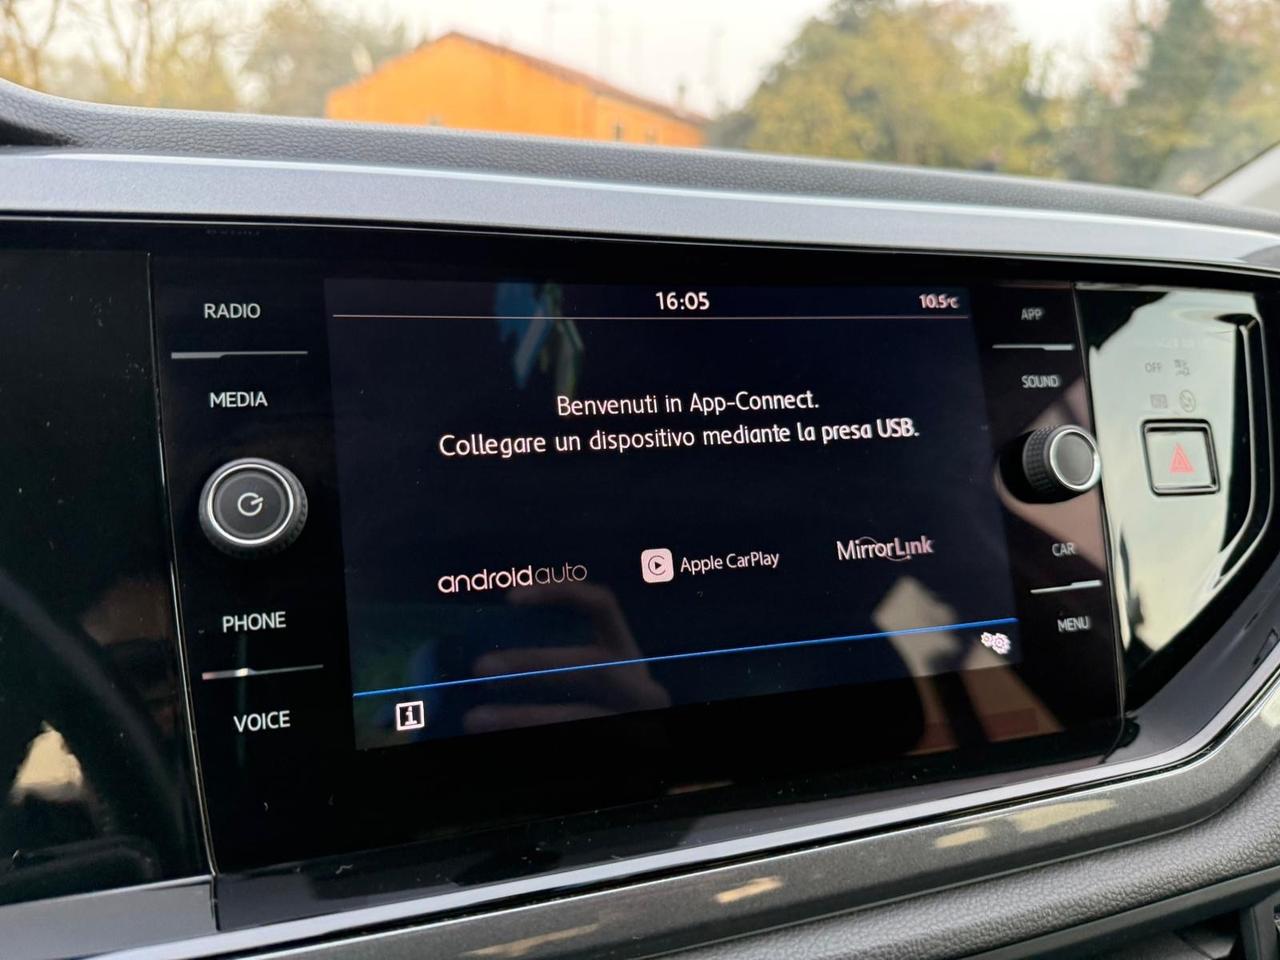 16:05
10.5°C
RADIO
MEDIA
PHONE
VOICE
Benvenuti in App-Connect.
Collegare un dispositivo mediante la presa USB.
androidauto
Apple CarPlay
MirrorLink
i
APP
SOUND
CAR
MENU
OFF